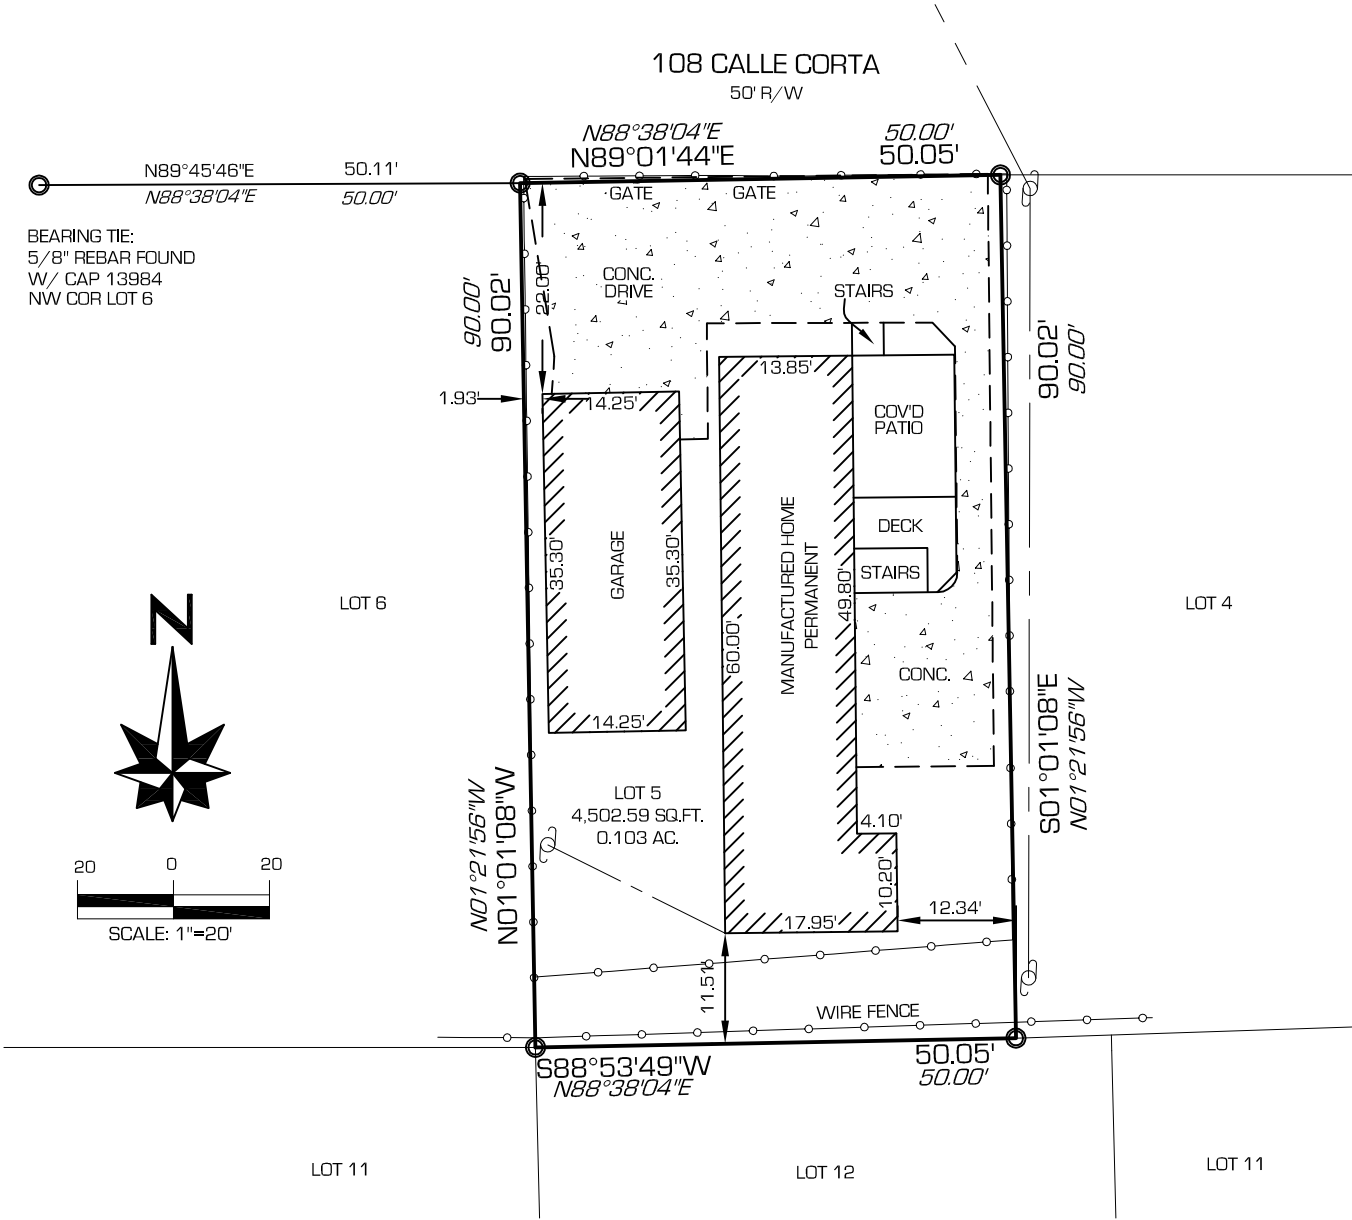 108 CALLE CORTA
50' R/W
N88°38'04"E
50.00'
N89°01'44"E
50.05'
N89°45'46"E
50.11'
N88°38'04"E
50.00'
GATE
GATE
BEARING TIE:
5/8" REBAR FOUND
W/ CAP 13984
NW COR LOT 6
CONC.
DRIVE
22.00'
STAIRS
90.00'
90.02'
90.02'
90.00'
13.85'
1.93'
14.25'
COV'D
PATIO
DECK
STAIRS
35.30'
GARAGE
35.30'
MANUFACTURED HOME
PERMANENT
49.80'
60.00'
LOT 6
LOT 4
N
CONC.
14.25'
S01°01'08"E
N01°21'56"W
N01°21'56"W
N01°01'08"W
LOT 5
4,502.59 SQ.FT.
0.103 AC.
4.10'
10.20'
20
0
20
SCALE: 1"=20'
17.95'
12.34'
11.51'
WIRE FENCE
S88°53'49"W
50.05'
N88°38'04"E
50.00'
LOT 11
LOT 12
LOT 11